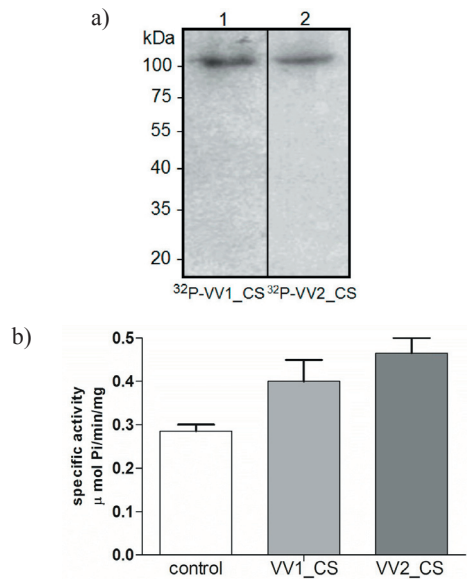 a)
1 2
kDa
100
75
55
40
35
20
³²P-VV1_CS ³²P-VV2_CS
b)
specific activity
μ mol Pi/min/mg
0.5
0.4
0.3
0.2
0.1
0.0
control VV1_CS VV2_CS